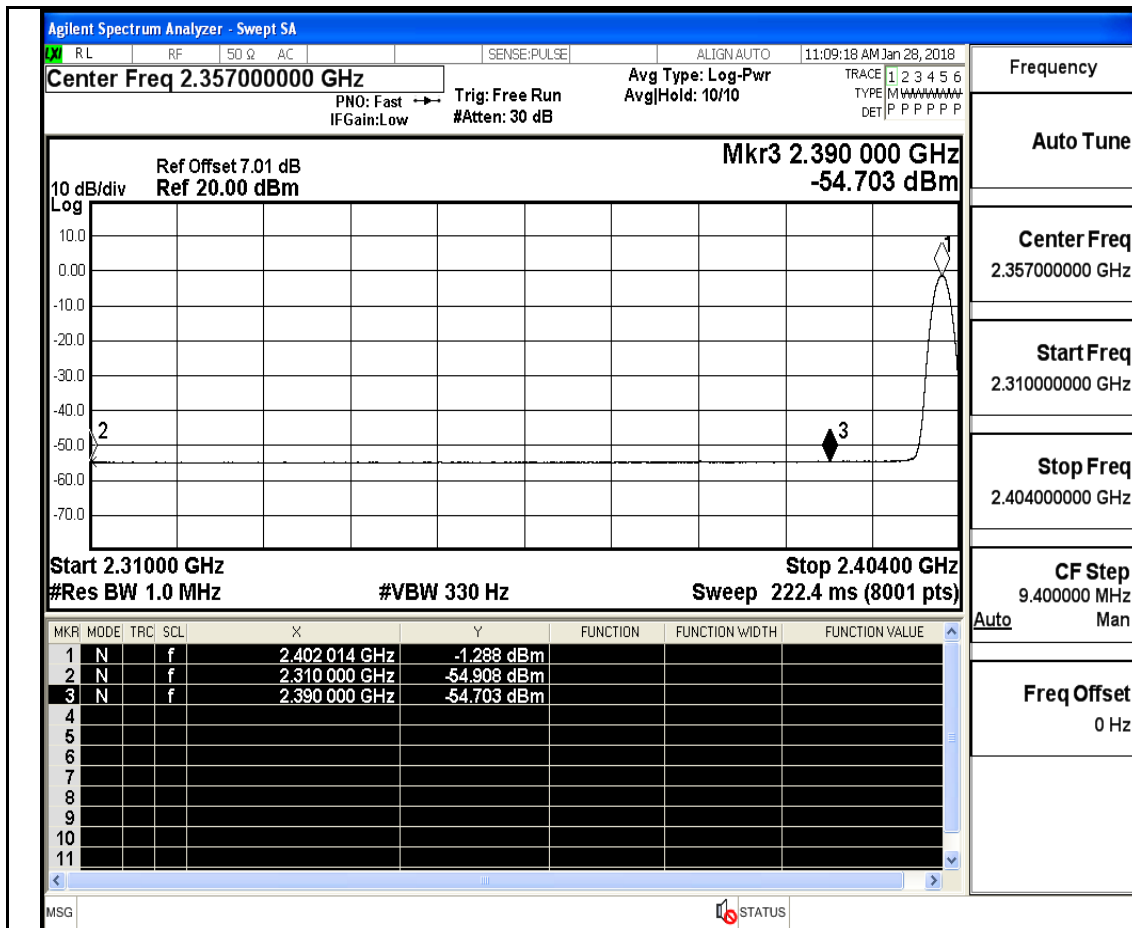 Agilent Spectrum Analyzer - Swept SA
LXI RL RF 50 Ω AC SENSE:PULSE ALIGN AUTO 11:09:18 AM Jan 28, 2018
Center Freq 2.357000000 GHz
PNO: Fast
IFGain:Low
Trig: Free Run
#Atten: 30 dB
Avg Type: Log-Pwr
Avg|Hold: 10/10
TRACE 1 2 3 4 5 6
TYPE M WWWWW
DET P P P P P P
Mkr3 2.390 000 GHz
-54.703 dBm
Ref Offset 7.01 dB
10 dB/div Ref 20.00 dBm
Log
10.0
0.00
-10.0
-20.0
-30.0
-40.0
-50.0
-60.0
-70.0
1
2
3
Start 2.31000 GHz Stop 2.40400 GHz
#Res BW 1.0 MHz #VBW 330 Hz Sweep 222.4 ms (8001 pts)
MKR MODE TRC SCL X Y FUNCTION FUNCTION WIDTH FUNCTION VALUE
1 N f 2.402 014 GHz -1.288 dBm
2 N f 2.310 000 GHz -54.908 dBm
3 N f 2.390 000 GHz -54.703 dBm
4
5
6
7
8
9
10
11
MSG STATUS
Frequency
Auto Tune
Center Freq
2.357000000 GHz
Start Freq
2.310000000 GHz
Stop Freq
2.404000000 GHz
CF Step
9.400000 MHz
Auto Man
Freq Offset
0 Hz